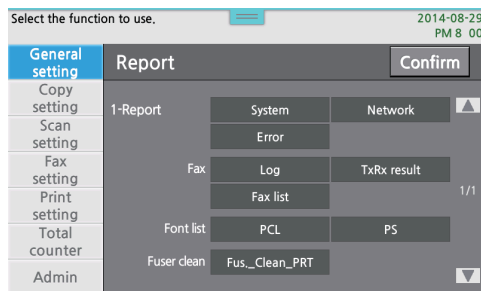 Select the function to use.
2014-08-29
PM 8 00
General
setting
Report
Confirm
Copy
setting
Scan
setting
Fax
setting
Print
setting
Total
counter
Admin
1-Report
System
Network
Error
Fax
Log
TxRx result
Fax list
1/1
Font list
PCL
PS
Fuser clean
Fus,_Clean_PRT